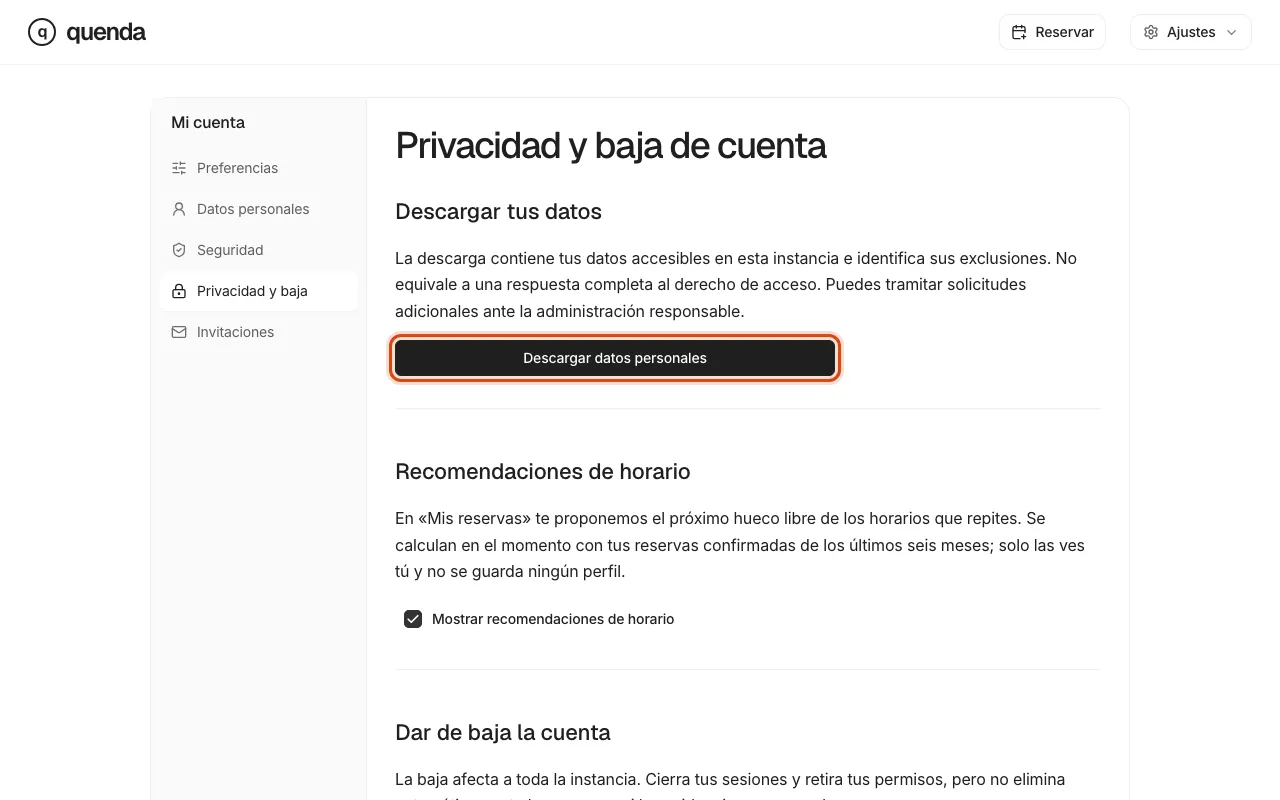 q quenda
Reservar
Ajustes
Mi cuenta
Preferencias
Datos personales
Seguridad
Privacidad y baja
Invitaciones
Privacidad y baja de cuenta
Descargar tus datos
La descarga contiene tus datos accesibles en esta instancia e identifica sus exclusiones. No
equivale a una respuesta completa al derecho de acceso. Puedes tramitar solicitudes
adicionales ante la administración responsable.
Descargar datos personales
Recomendaciones de horario
En «Mis reservas» te proponemos el próximo hueco libre de los horarios que repites. Se
calculan en el momento con tus reservas confirmadas de los últimos seis meses; solo las ves
tú y no se guarda ningún perfil.
Mostrar recomendaciones de horario
Dar de baja la cuenta
La baja afecta a toda la instancia. Cierra tus sesiones y retira tus permisos, pero no elimina